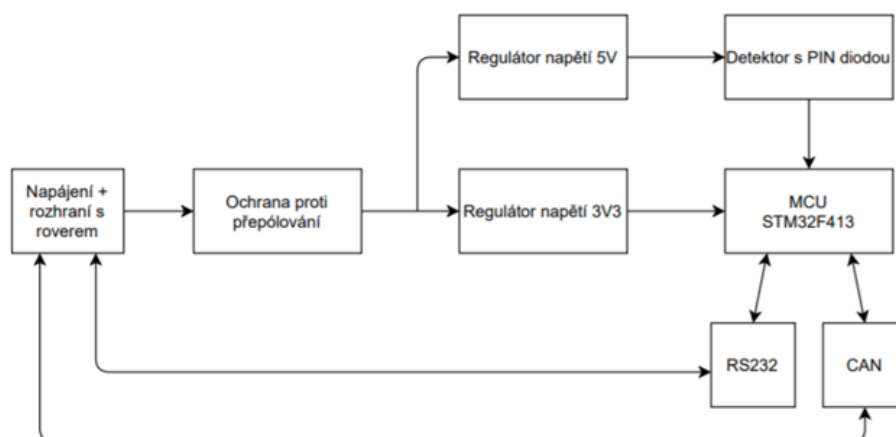 Regulátor napětí 5V
Detektor s PIN diodou
Napájení +
rozhraní s
roverem
Ochrana proti
přepólování
Regulátor napětí 3V3
MCU
STM32F413
RS232
CAN